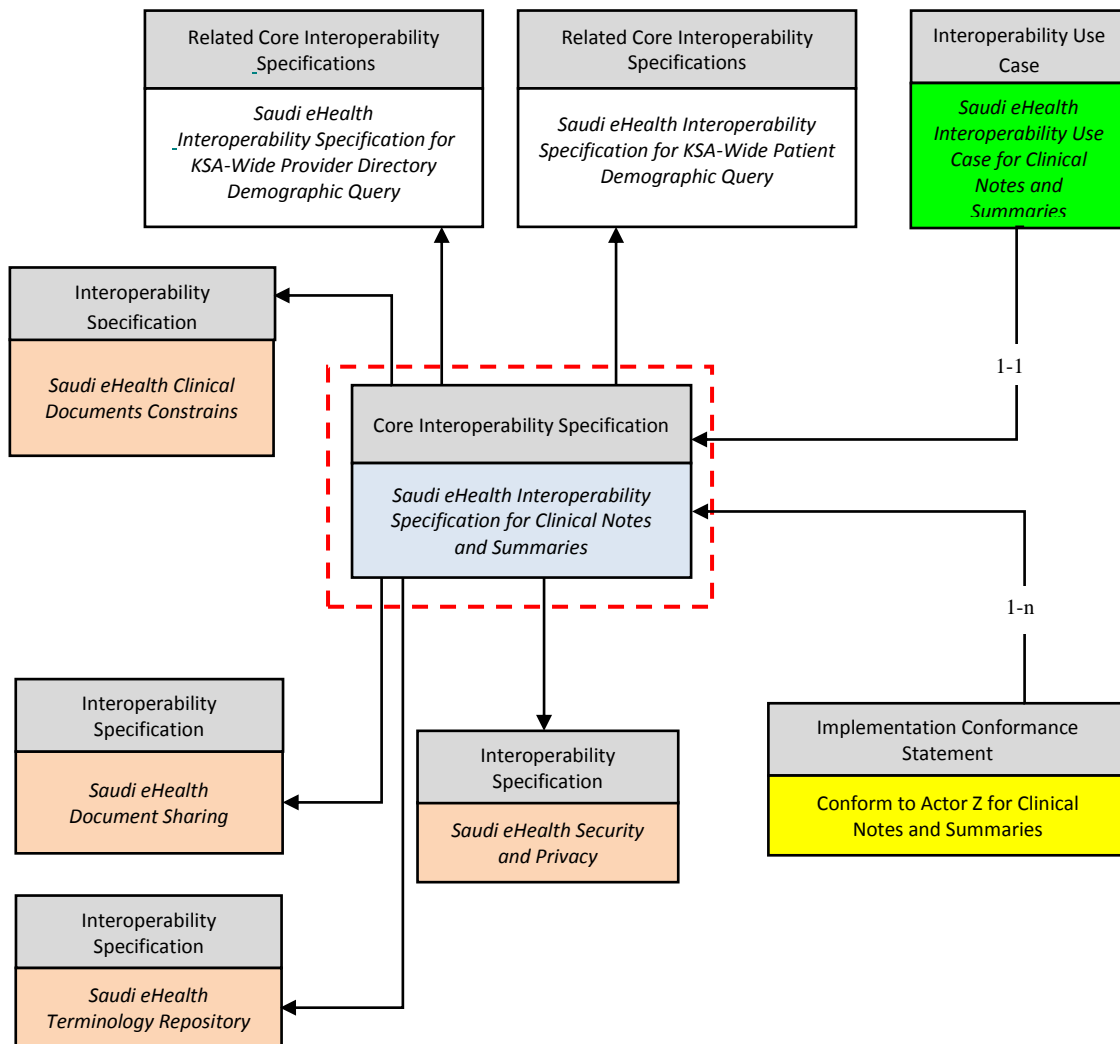 Related Core Interoperability
Specifications
Saudi eHealth
Interoperability Specification for
KSA-Wide Provider Directory
Demographic Query
Related Core Interoperability
Specifications
Saudi eHealth Interoperability
Specification for KSA-Wide Patient
Demographic Query
Interoperability Use
Case
Saudi eHealth
Interoperability Use
Case for Clinical
Notes and
Summaries
Interoperability
Specification
Saudi eHealth Clinical
Documents Constrains
1-1
Core Interoperability Specification
Saudi eHealth Interoperability
Specification for Clinical Notes
and Summaries
1-n
Interoperability
Specification
Saudi eHealth
Document Sharing
Interoperability
Specification
Saudi eHealth Security
and Privacy
Implementation Conformance
Statement
Conform to Actor Z for Clinical
Notes and Summaries
Interoperability
Specification
Saudi eHealth
Terminology Repository